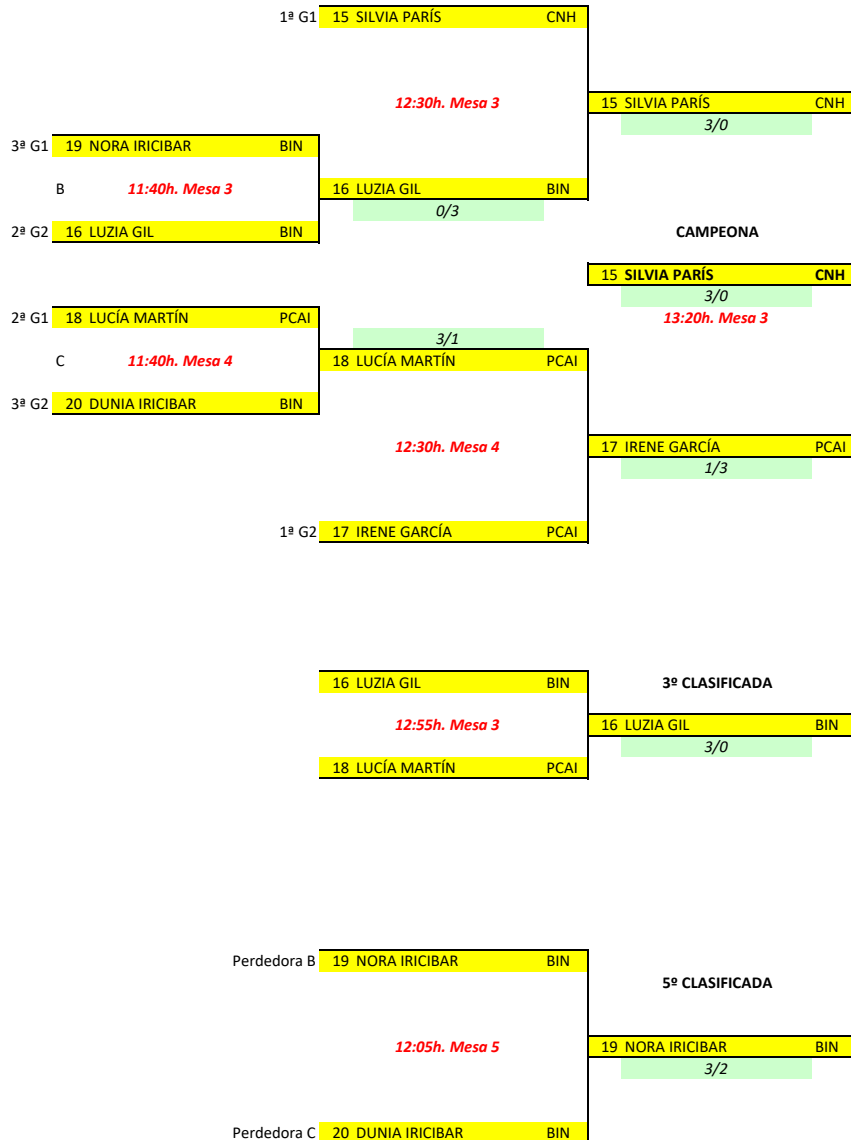 1ª G1 15 SILVIA PARÍS CNH
12:30h. Mesa 3 15 SILVIA PARÍS CNH
3/0
3ª G1 19 NORA IRICIBAR BIN
B 11:40h. Mesa 3 16 LUZIA GIL BIN
0/3
2ª G2 16 LUZIA GIL BIN CAMPEONA
15 SILVIA PARÍS CNH
3/0
2ª G1 18 LUCÍA MARTÍN PCAI 13:20h. Mesa 3
3/1
C 11:40h. Mesa 4 18 LUCÍA MARTÍN PCAI
3ª G2 20 DUNIA IRICIBAR BIN
12:30h. Mesa 4 17 IRENE GARCÍA PCAI
1/3
1ª G2 17 IRENE GARCÍA PCAI
16 LUZIA GIL BIN 3º CLASIFICADA
12:55h. Mesa 3 16 LUZIA GIL BIN
3/0
18 LUCÍA MARTÍN PCAI
Perdedora B 19 NORA IRICIBAR BIN
5º CLASIFICADA
12:05h. Mesa 5 19 NORA IRICIBAR BIN
3/2
Perdedora C 20 DUNIA IRICIBAR BIN